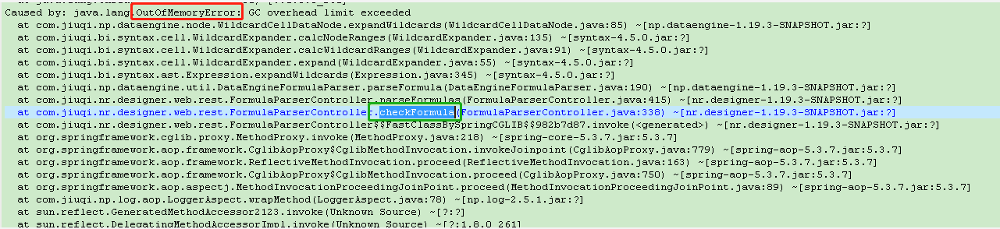 Caused by: java.lang.OutOfMemoryError: GC overhead limit exceeded
at com.jiuqi.np.dataengine.node.WildcardCellDataNode.expandWildcards(WildcardCellDataNode.java:85) ~[np.dataengine-1.19.3-SNAPSHOT.jar:?]
at com.jiuqi.bi.syntax.cell.WildcardExpander.calcNodeRanges(WildcardExpander.java:135) ~[syntax-4.5.0.jar:?]
at com.jiuqi.bi.syntax.cell.WildcardExpander.calcWildcardRanges(WildcardExpander.java:91) ~[syntax-4.5.0.jar:?]
at com.jiuqi.bi.syntax.cell.WildcardExpander.expand(WildcardExpander.java:55) ~[syntax-4.5.0.jar:?]
at com.jiuqi.bi.syntax.ast.Expression.expandWildcards(Expression.java:345) ~[syntax-4.5.0.jar:?]
at com.jiuqi.np.dataengine.util.DataEngineFormulaParser.parseFormula(DataEngineFormulaParser.java:190) ~[np.dataengine-1.19.3-SNAPSHOT.jar:?]
at com.jiuqi.nr.designer.web.rest.FormulaParserController.parseFormulas(FormulaParserController.java:415) ~[nr.designer-1.19.3-SNAPSHOT.jar:?]
at com.jiuqi.nr.designer.web.rest.FormulaParserController.checkFormula(FormulaParserController.java:338) ~[nr.designer-1.19.3-SNAPSHOT.jar:?]
at com.jiuqi.nr.designer.web.rest.FormulaParserController$$FastClassBySpringCGLIB$$982b7d87.invoke(<generated>) ~[nr.designer-1.19.3-SNAPSHOT.jar:?]
at org.springframework.cglib.proxy.MethodProxy.invoke(MethodProxy.java:218) ~[spring-core-5.3.7.jar:5.3.7]
at org.springframework.aop.framework.CglibAopProxy$CglibMethodInvocation.invokeJoinpoint(CglibAopProxy.java:779) ~[spring-aop-5.3.7.jar:5.3.7]
at org.springframework.aop.framework.ReflectiveMethodInvocation.proceed(ReflectiveMethodInvocation.java:163) ~[spring-aop-5.3.7.jar:5.3.7]
at org.springframework.aop.framework.CglibAopProxy$CglibMethodInvocation.proceed(CglibAopProxy.java:750) ~[spring-aop-5.3.7.jar:5.3.7]
at org.springframework.aop.aspectj.MethodInvocationProceedingJoinPoint.proceed(MethodInvocationProceedingJoinPoint.java:89) ~[spring-aop-5.3.7.jar:5.3.7]
at com.jiuqi.np.log.aop.LoggerAspect.wrapMethod(LoggerAspect.java:78) ~[np.log-2.5.1.jar:?]
at sun.reflect.GeneratedMethodAccessor2123.invoke(Unknown Source) ~[?:?]
at sun.reflect.DelegatingMethodAccessorImpl.invoke(Unknown Source) ~[?:1.8.0_261]